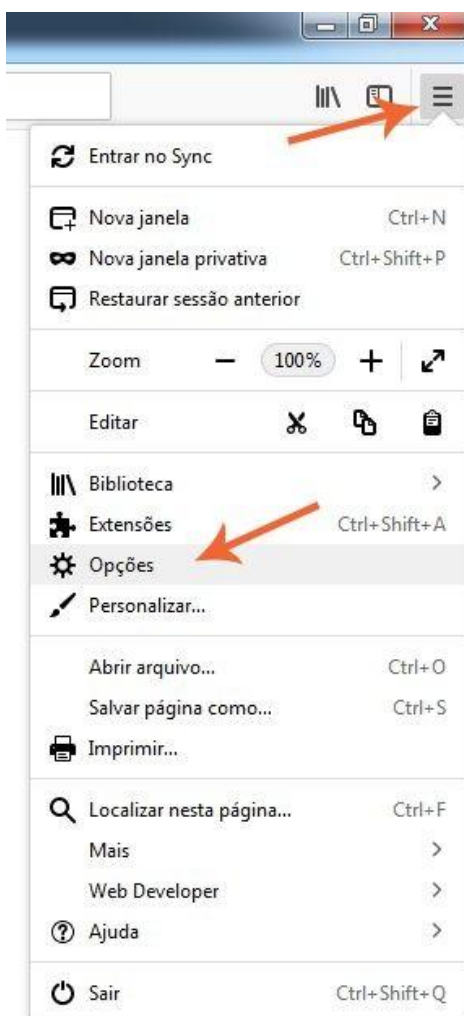 Entrar no Sync
Nova janela Ctrl+N
Nova janela privativa Ctrl+Shift+P
Restaurar sessão anterior
Zoom 100%
Editar
Biblioteca
Extensões Ctrl+Shift+A
Opções
Personalizar...
Abrir arquivo... Ctrl+O
Salvar página como... Ctrl+S
Imprimir...
Localizar nesta página... Ctrl+F
Mais
Web Developer
Ajuda
Sair Ctrl+Shift+Q